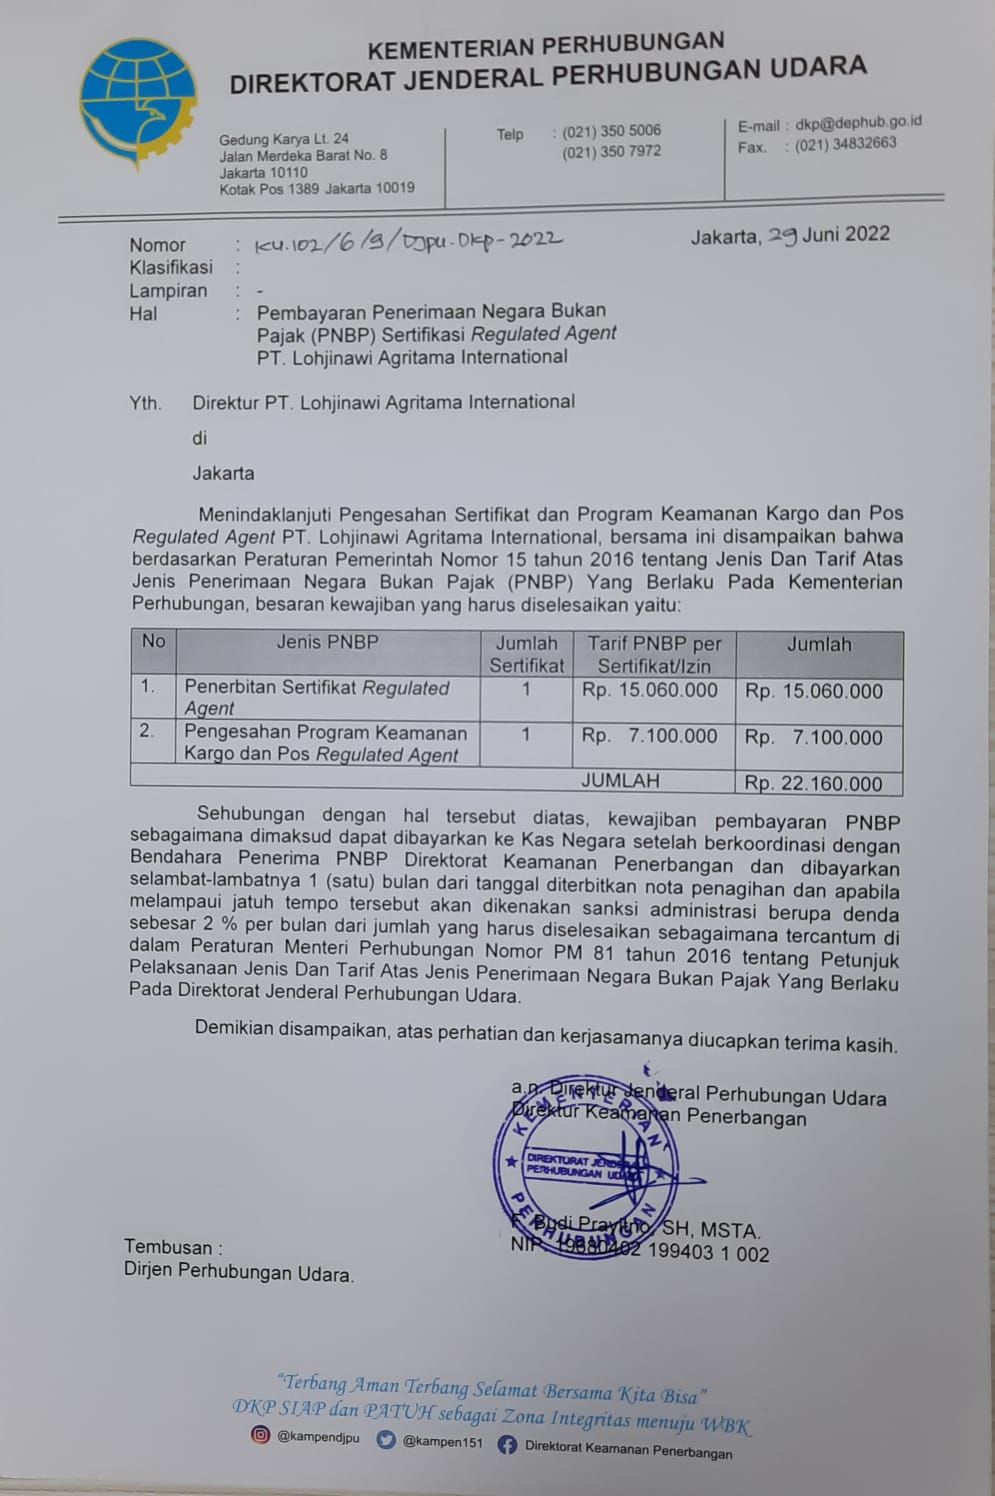 KEMENTERIAN PERHUBUNGAN
DIREKTORAT JENDERAL PERHUBUNGAN UDARA
Gedung Karya Lt. 24
Jalan Merdeka Barat No. 8
Jakarta 10110
Kotak Pos 1389 Jakarta 10019
Telp : (021) 350 5006
(021) 350 7972
E-mail : dkp@dephub.go.id
Fax. : (021) 34832663
Nomor : KU.102/6/9/DJPU.DKP-2022
Jakarta, 29 Juni 2022
Klasifikasi :
Lampiran : -
Hal : Pembayaran Penerimaan Negara Bukan
Pajak (PNBP) Sertifikasi Regulated Agent
PT. Lohjinawi Agritama International
Yth. Direktur PT. Lohjinawi Agritama International
di
Jakarta
Menindaklanjuti Pengesahan Sertifikat dan Program Keamanan Kargo dan Pos
Regulated Agent PT. Lohjinawi Agritama International, bersama ini disampaikan bahwa
berdasarkan Peraturan Pemerintah Nomor 15 tahun 2016 tentang Jenis Dan Tarif Atas
Jenis Penerimaan Negara Bukan Pajak (PNBP) Yang Berlaku Pada Kementerian
Perhubungan, besaran kewajiban yang harus diselesaikan yaitu:
No Jenis PNBP Jumlah Sertifikat Tarif PNBP per Sertifikat/Izin Jumlah
1. Penerbitan Sertifikat Regulated Agent 1 Rp. 15.060.000 Rp. 15.060.000
2. Pengesahan Program Keamanan Kargo dan Pos Regulated Agent 1 Rp. 7.100.000 Rp. 7.100.000
JUMLAH Rp. 22.160.000
Sehubungan dengan hal tersebut diatas, kewajiban pembayaran PNBP
sebagaimana dimaksud dapat dibayarkan ke Kas Negara setelah berkoordinasi dengan
Bendahara Penerima PNBP Direktorat Keamanan Penerbangan dan dibayarkan
selambat-lambatnya 1 (satu) bulan dari tanggal diterbitkan nota penagihan dan apabila
melampaui jatuh tempo tersebut akan dikenakan sanksi administrasi berupa denda
sebesar 2 % per bulan dari jumlah yang harus diselesaikan sebagaimana tercantum di
dalam Peraturan Menteri Perhubungan Nomor PM 81 tahun 2016 tentang Petunjuk
Pelaksanaan Jenis Dan Tarif Atas Jenis Penerimaan Negara Bukan Pajak Yang Berlaku
Pada Direktorat Jenderal Perhubungan Udara.
Demikian disampaikan, atas perhatian dan kerjasamanya diucapkan terima kasih.
a.n. Direktur Jenderal Perhubungan Udara
Direktur Keamanan Penerbangan
KEMENTERIAN
DIREKTORAT JENDERAL
PERHUBUNGAN UDARA
PERHUBUNGAN
F. Budi Prayitno, SH, MSTA.
NIP. 19680402 199403 1 002
Tembusan :
Dirjen Perhubungan Udara.
“Terbang Aman Terbang Selamat Bersama Kita Bisa”
DKP SIAP dan PATUH sebagai Zona Integritas menuju WBK
@kampendjpu @kampen151 Direktorat Keamanan Penerbangan